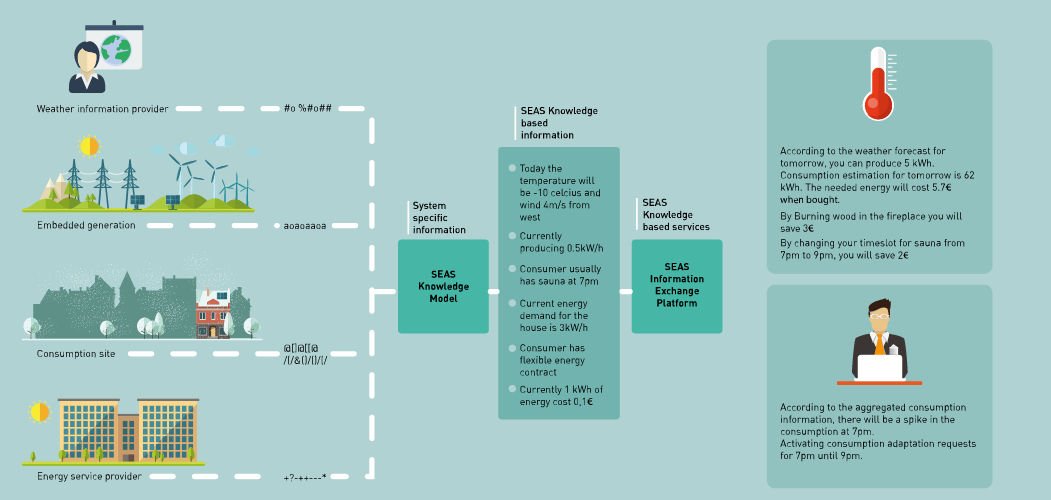 Weather information provider
#o %#o##
Embedded generation
aoaoaaoa
Consumption site
@[]@[[@
/(/&()/()/(/
Energy service provider
+?-++---*
System
specific
information
SEAS
Knowledge
Model
SEAS Knowledge
based
information
Today the
temperature will
be -10 celcius and
wind 4m/s from
west
Currently
producing 0.5kW/h
Consumer usually
has sauna at 7pm
Current energy
demand for the
house is 3kW/h
Consumer has
flexible energy
contract
Currently 1 kWh of
energy cost 0,1€
SEAS
Knowledge
based services
SEAS
Information
Exchange
Platform
According to the weather forecast for
tomorrow, you can produce 5 kWh.
Consumption estimation for tomorrow is 62
kWh. The needed energy will cost 5.7€
when bought.
By Burning wood in the fireplace you will
save 3€
By changing your timeslot for sauna from
7pm to 9pm, you will save 2€
According to the aggregated consumption
information, there will be a spike in the
consumption at 7pm.
Activating consumption adaptation requests
for 7pm until 9pm.